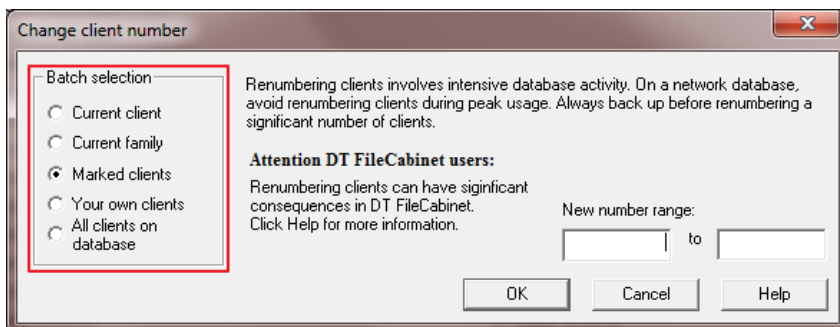 Change client number
Batch selection
Current client
Current family
Marked clients
Your own clients
All clients on
database
Renumbering clients involves intensive database activity. On a network database,
avoid renumbering clients during peak usage. Always back up before renumbering a
significant number of clients.
Attention DT FileCabinet users:
Renumbering clients can have siginficant
consequences in DT FileCabinet.
Click Help for more information.
New number range:
to
OK
Cancel
Help